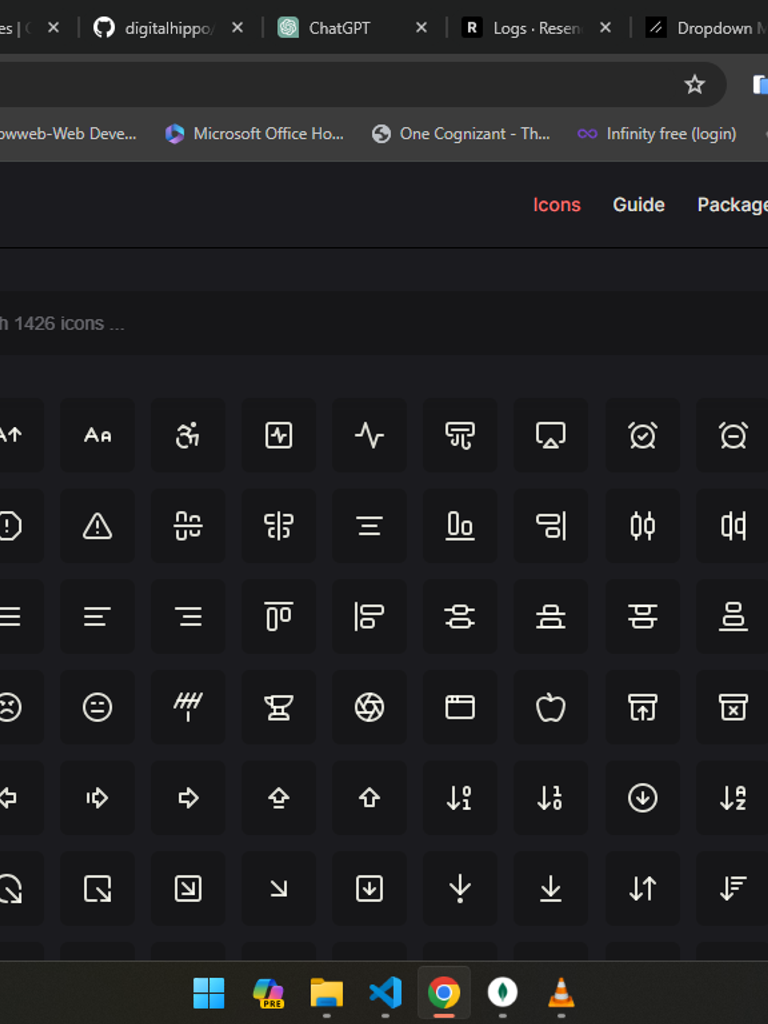 es |
digitalhippo/
ChatGPT
Logs · Resen
Dropdown M
owweb-Web Deve...
Microsoft Office Ho...
One Cognizant - Th...
Infinity free (login)
Icons
Guide
Package
h 1426 icons ...
PRE